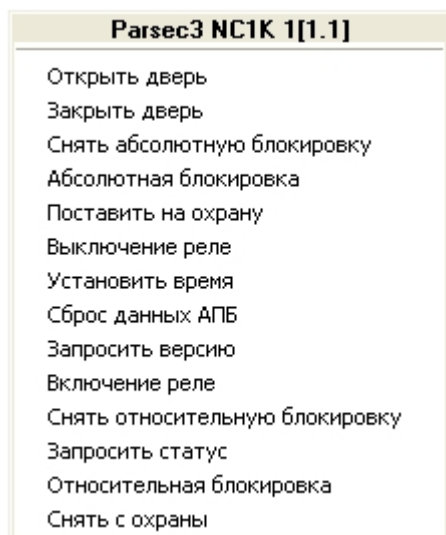 Parsec3 NC1K 1[1.1]
Открыть дверь
Закрыть дверь
Снять абсолютную блокировку
Абсолютная блокировка
Поставить на охрану
Выключение реле
Установить время
Сброс данных АПБ
Запросить версию
Включение реле
Снять относительную блокировку
Запросить статус
Относительная блокировка
Снять с охраны